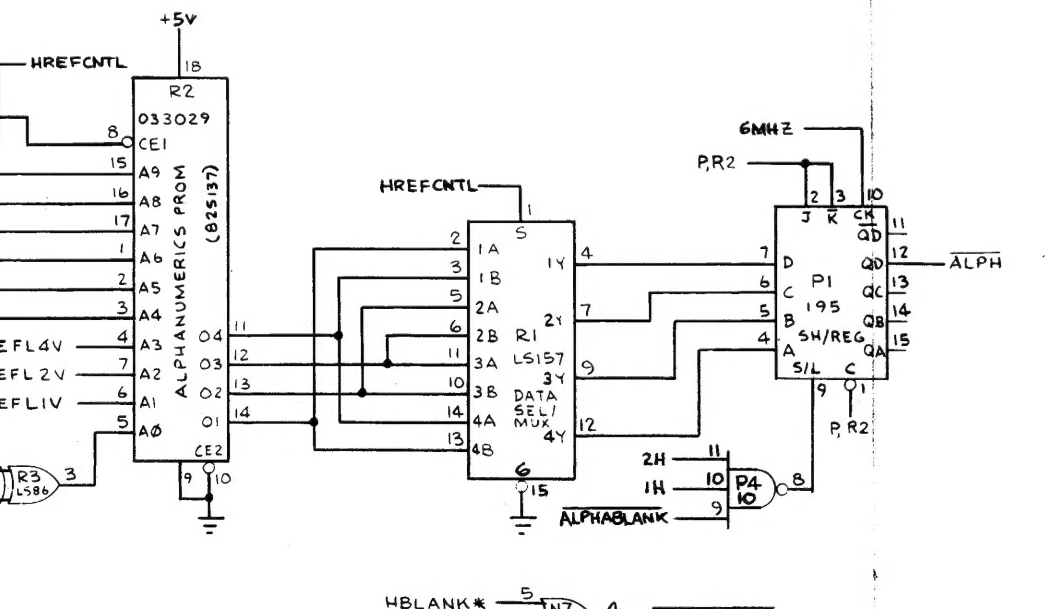 +5V
18
HREFCNTL
R2
033029
8
CE1
15
A9
16
A8
17
A7
1
A6
2
A5
3
A4
EFL4V
4
A3
EFL2V
7
A2
EFL1V
6
A1
5
AØ
ALPHANUMERICS PROM
(82S137)
O4
11
O3
12
O2
13
O1
14
CE2
9
10
R3
LS86
3
HREFCNTL
1
S
2
1A
3
1B
5
2A
6
2B
11
3A
10
3B
14
4A
13
4B
R1
LS157
DATA
SEL/
MUX
1Y
4
2Y
7
3Y
9
4Y
12
G
15
6MHZ
P,R2
2
3
10
J
K
CK
7
D
6
C
5
B
4
A
P1
195
SH/REG
QD
11
QD
12
ALPH
QC
13
QB
14
QA
15
S/L
C
9
1
P,R2
2H
11
1H
10
ALPHABLANK
9
P4
10
8
HBLANK*
5